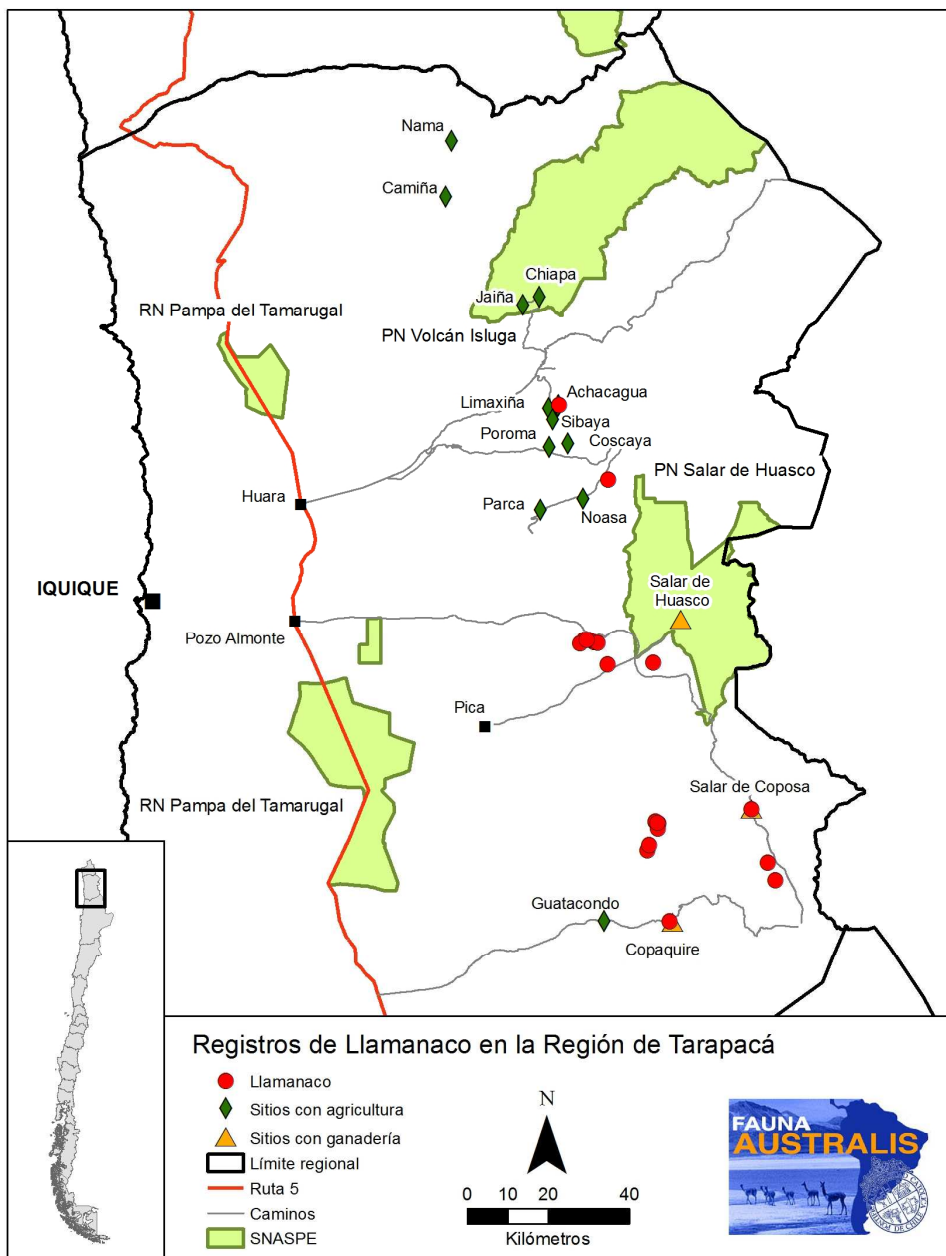 Nama
Camiña
Chiapa
Jaiña
RN Pampa del Tamarugal
PN Volcán Isluga
Limaxiña
Achacagua
Sibaya
Poroma
Coscaya
PN Salar de Huasco
Huara
Parca
Noasa
IQUIQUE
Salar de
Huasco
Pozo Almonte
Pica
Salar de Coposa
RN Pampa del Tamarugal
Guatacondo
Copaquire
Registros de Llamanaco en la Región de Tarapacá
Llamanaco
Sitios con agricultura
Sitios con ganadería
Límite regional
Ruta 5
Caminos
SNASPE
N
0 10 20 40
Kilómetros
FAUNA
AUSTRALIS